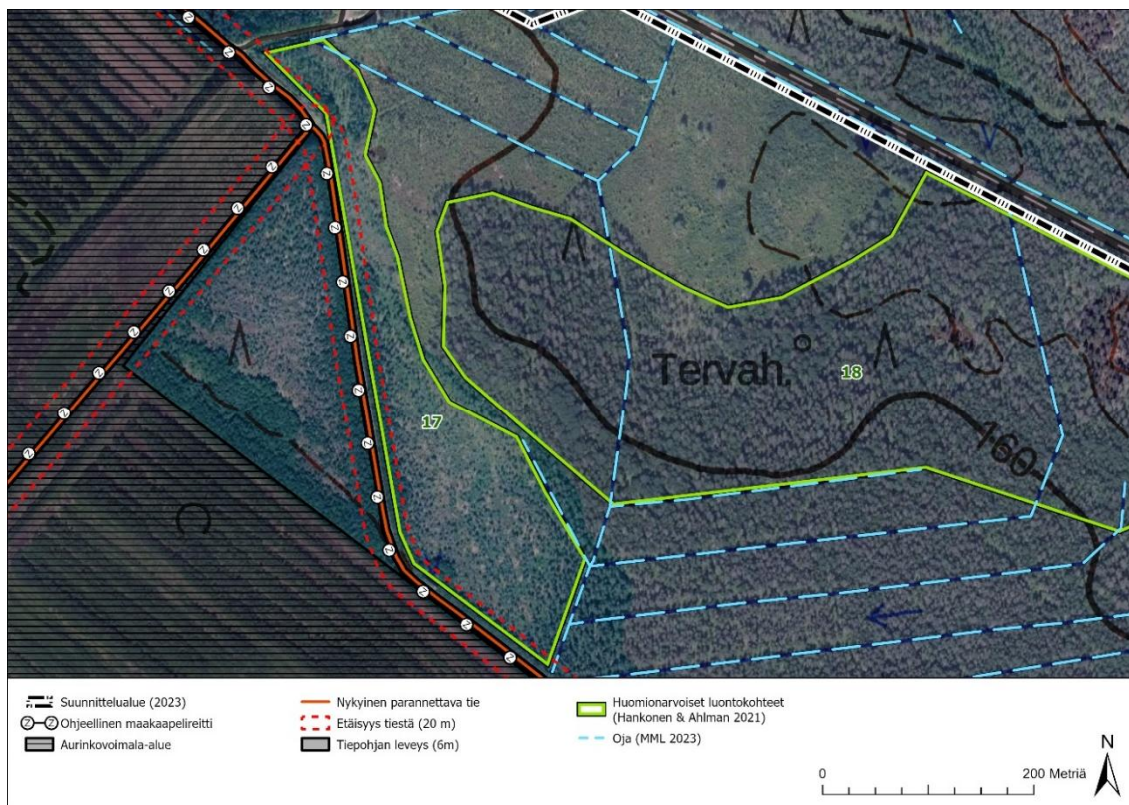 Tervah.
18
17
160
Suunnittelualue (2023)
Ohjeellinen maakaapelireitti
Aurinkovoimala-alue
Nykyinen parannettava tie
Etäisyys tiestä (20 m)
Tiepohjan leveys (6m)
Huomionarvoiset luontokohteet
(Hankonen & Ahlman 2021)
Oja (MML 2023)
N
0
200 Metriä